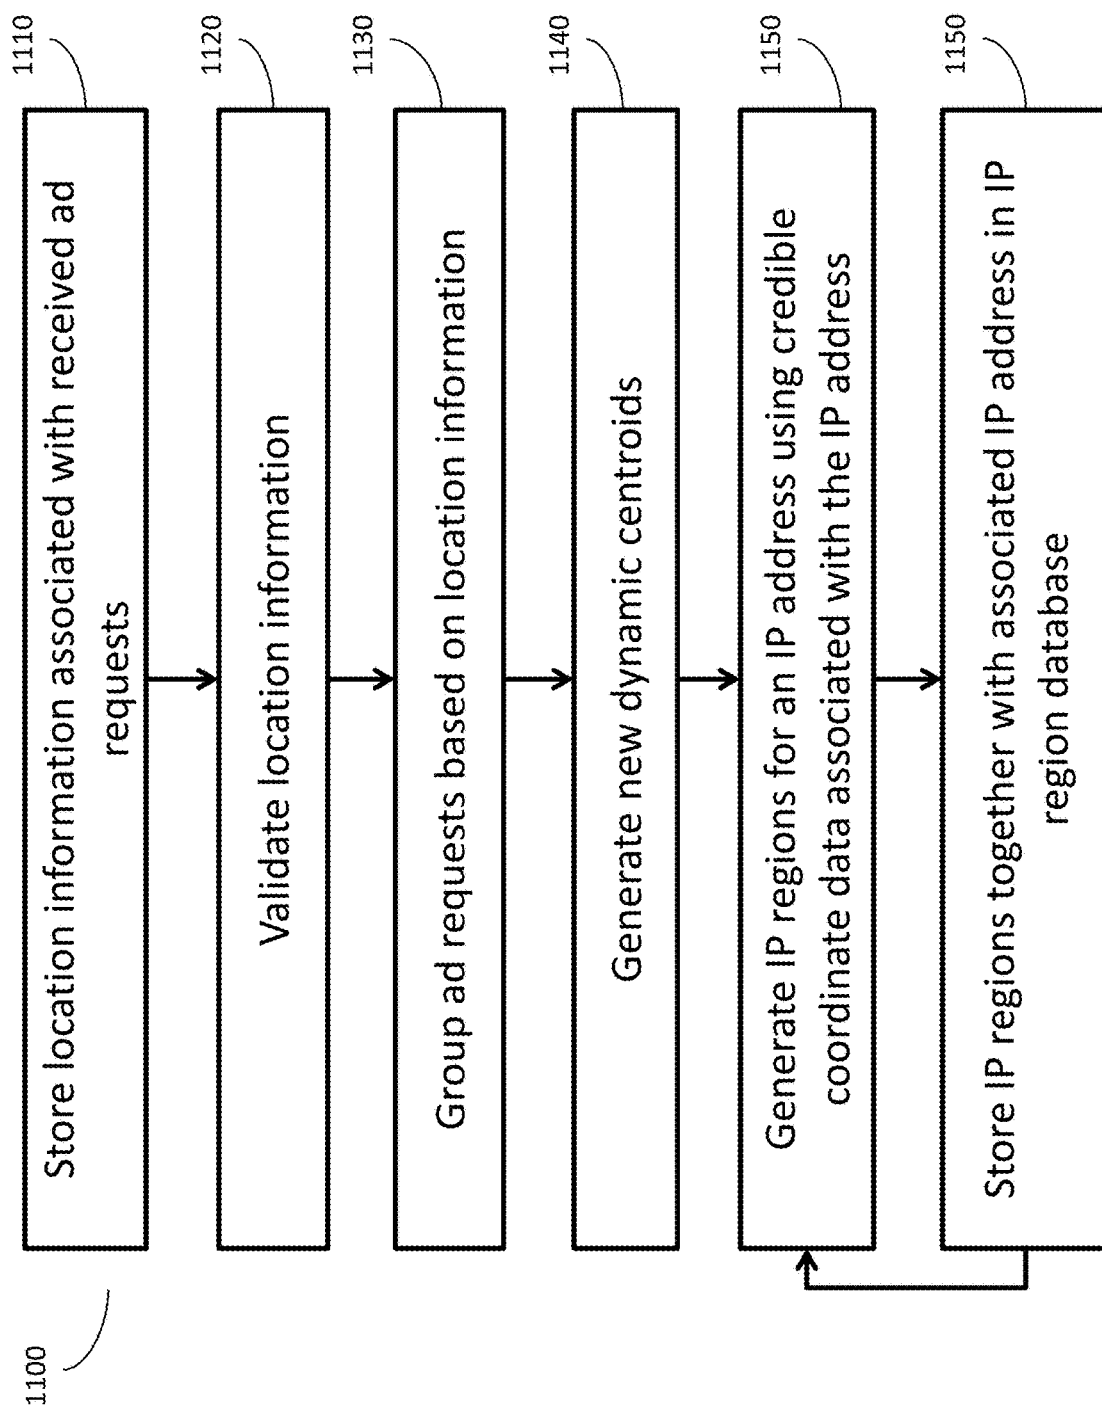 1100
Store location information associated with received ad
requests
1110
Validate location information
1120
Group ad requests based on location information
1130
Generate new dynamic centroids
1140
Generate IP regions for an IP address using credible
coordinate data associated with the IP address
1150
Store IP regions together with associated IP address in IP
region database
1150